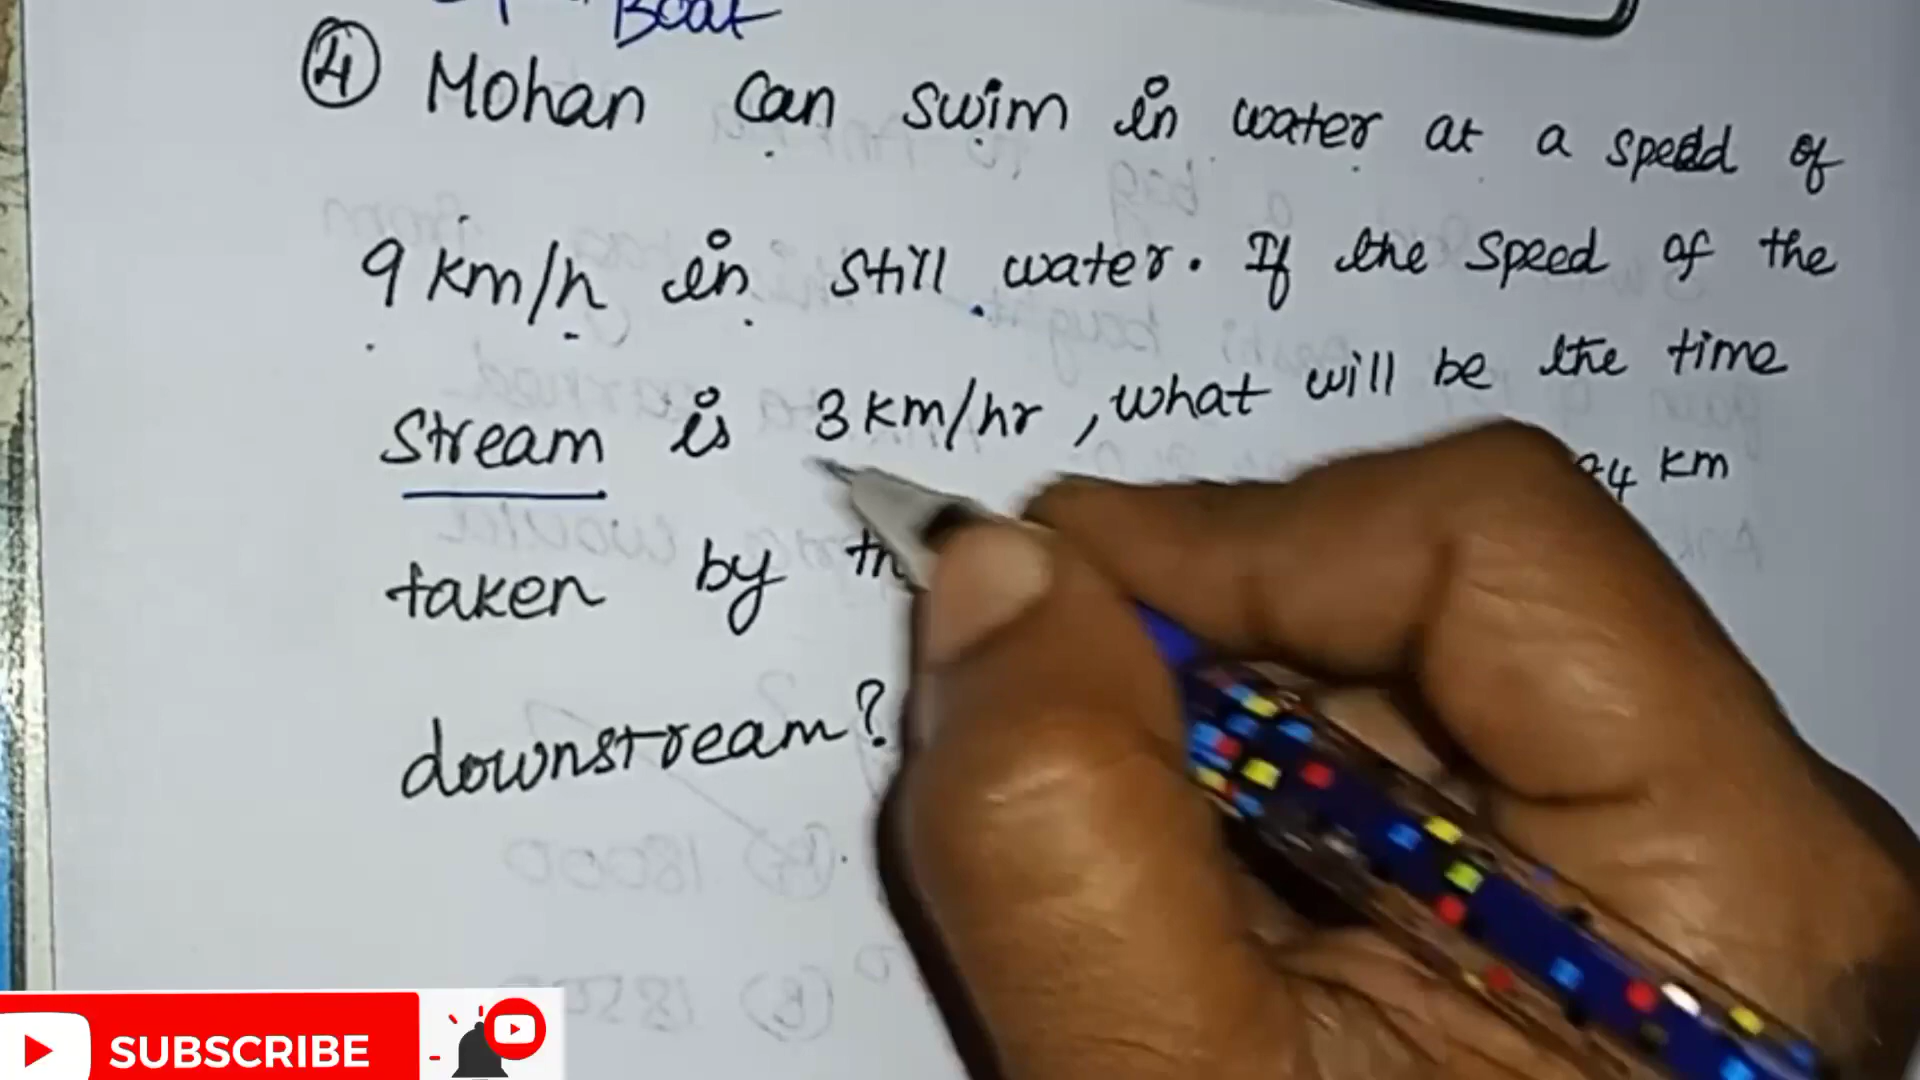 Boat
④ Mohan can swim in water at a speed of
9 km/h in still water. If the speed of the
stream is 3 km/hr, what will be the time
taken by km
downstream?
SUBSCRIBE